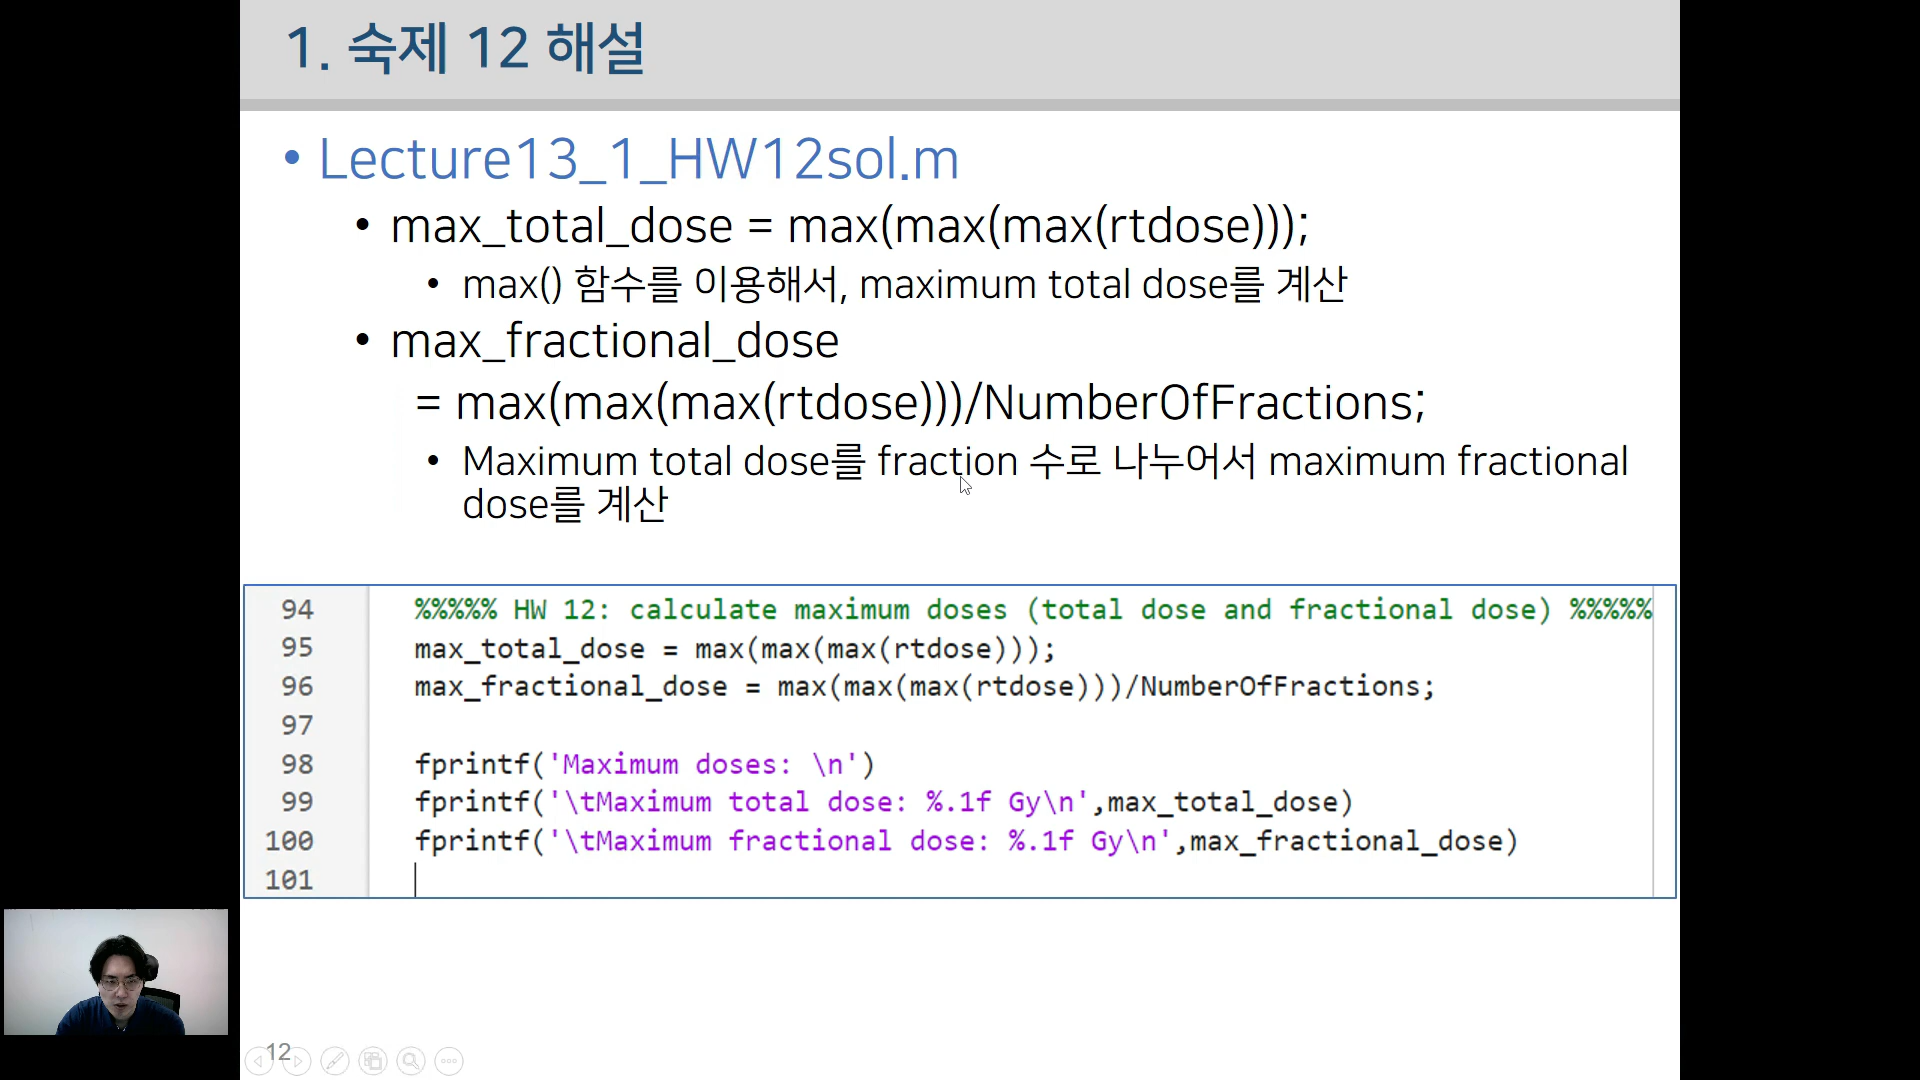 1. 숙제 12 해설
• Lecture13_1_HW12sol.m
• max_total_dose = max(max(max(rtdose)));
• max() 함수를 이용해서, maximum total dose를 계산
• max_fractional_dose
= max(max(max(rtdose)))/NumberOfFractions;
• Maximum total dose를 fraction 수로 나누어서 maximum fractional
dose를 계산
94 %%%%% HW 12: calculate maximum doses (total dose and fractional dose) %%%%%
95 max_total_dose = max(max(max(rtdose)));
96 max_fractional_dose = max(max(max(rtdose)))/NumberOfFractions;
97
98 fprintf('Maximum doses: \n')
99 fprintf('\tMaximum total dose: %.1f Gy\n',max_total_dose)
100 fprintf('\tMaximum fractional dose: %.1f Gy\n',max_fractional_dose)
101
12